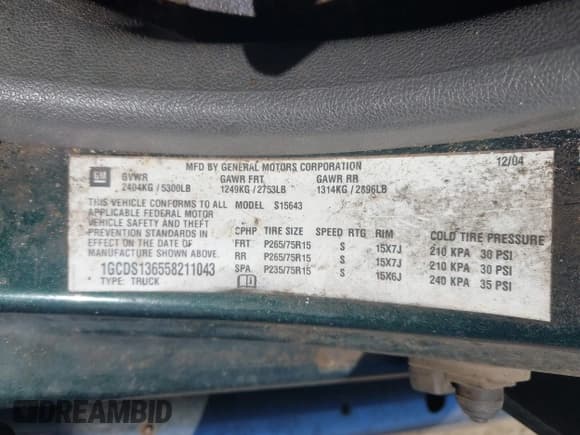 GM
MFD BY GENERAL MOTORS CORPORATION 12/04
GVWR GAWR FRT GAWR RR
2404KG / 5300LB 1249KG / 2753LB 1314KG / 2896LB
THIS VEHICLE CONFORMS TO ALL
APPLICABLE FEDERAL MOTOR
VEHICLE SAFETY AND THEFT
PREVENTION STANDARDS IN
EFFECT ON THE DATE OF
MANUFACTURE SHOWN ABOVE.
1GCDS136558211043
TYPE: TRUCK
MODEL S15643
CPHP TIRE SIZE SPEED RTG RIM COLD TIRE PRESSURE
FRT P265/75R15 S 15X7J 210 KPA 30 PSI
RR P265/75R15 S 15X7J 210 KPA 30 PSI
SPA P235/75R15 S 15X6J 240 KPA 35 PSI
DREAMBID